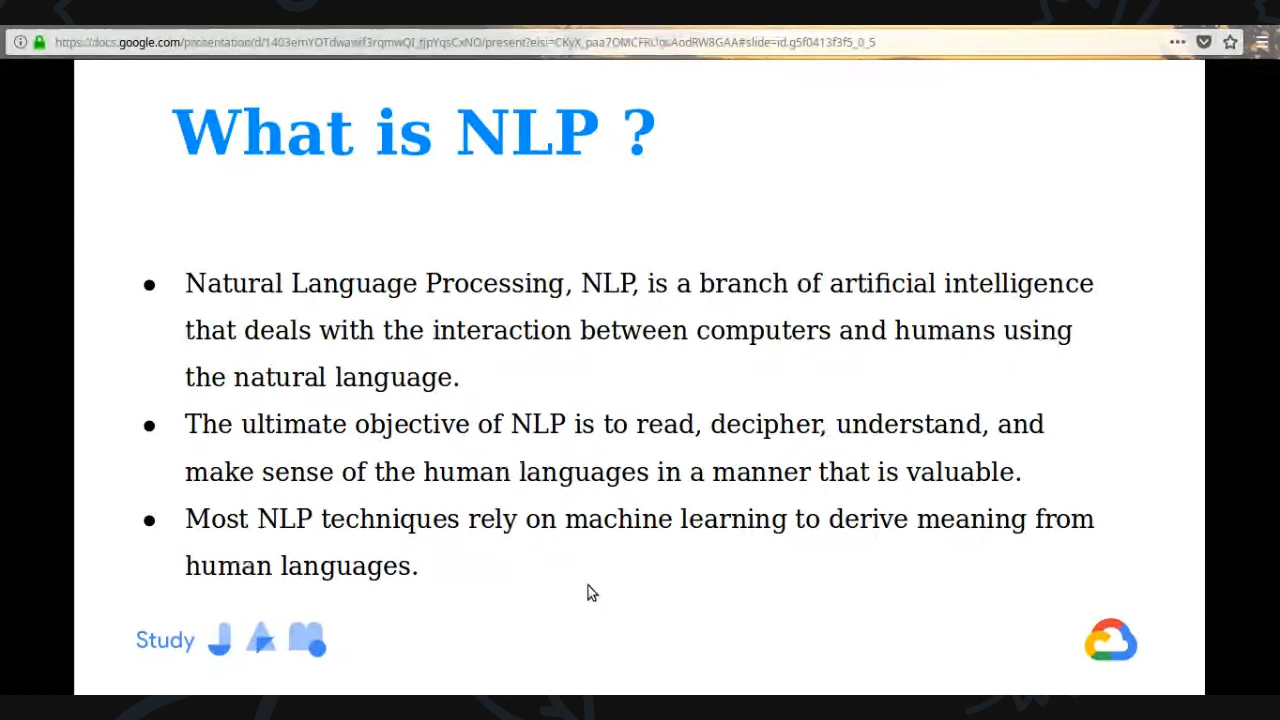 What is NLP ?
● Natural Language Processing, NLP, is a branch of artificial intelligence
that deals with the interaction between computers and humans using
the natural language.
● The ultimate objective of NLP is to read, decipher, understand, and
make sense of the human languages in a manner that is valuable.
● Most NLP techniques rely on machine learning to derive meaning from
human languages.
Study JAM